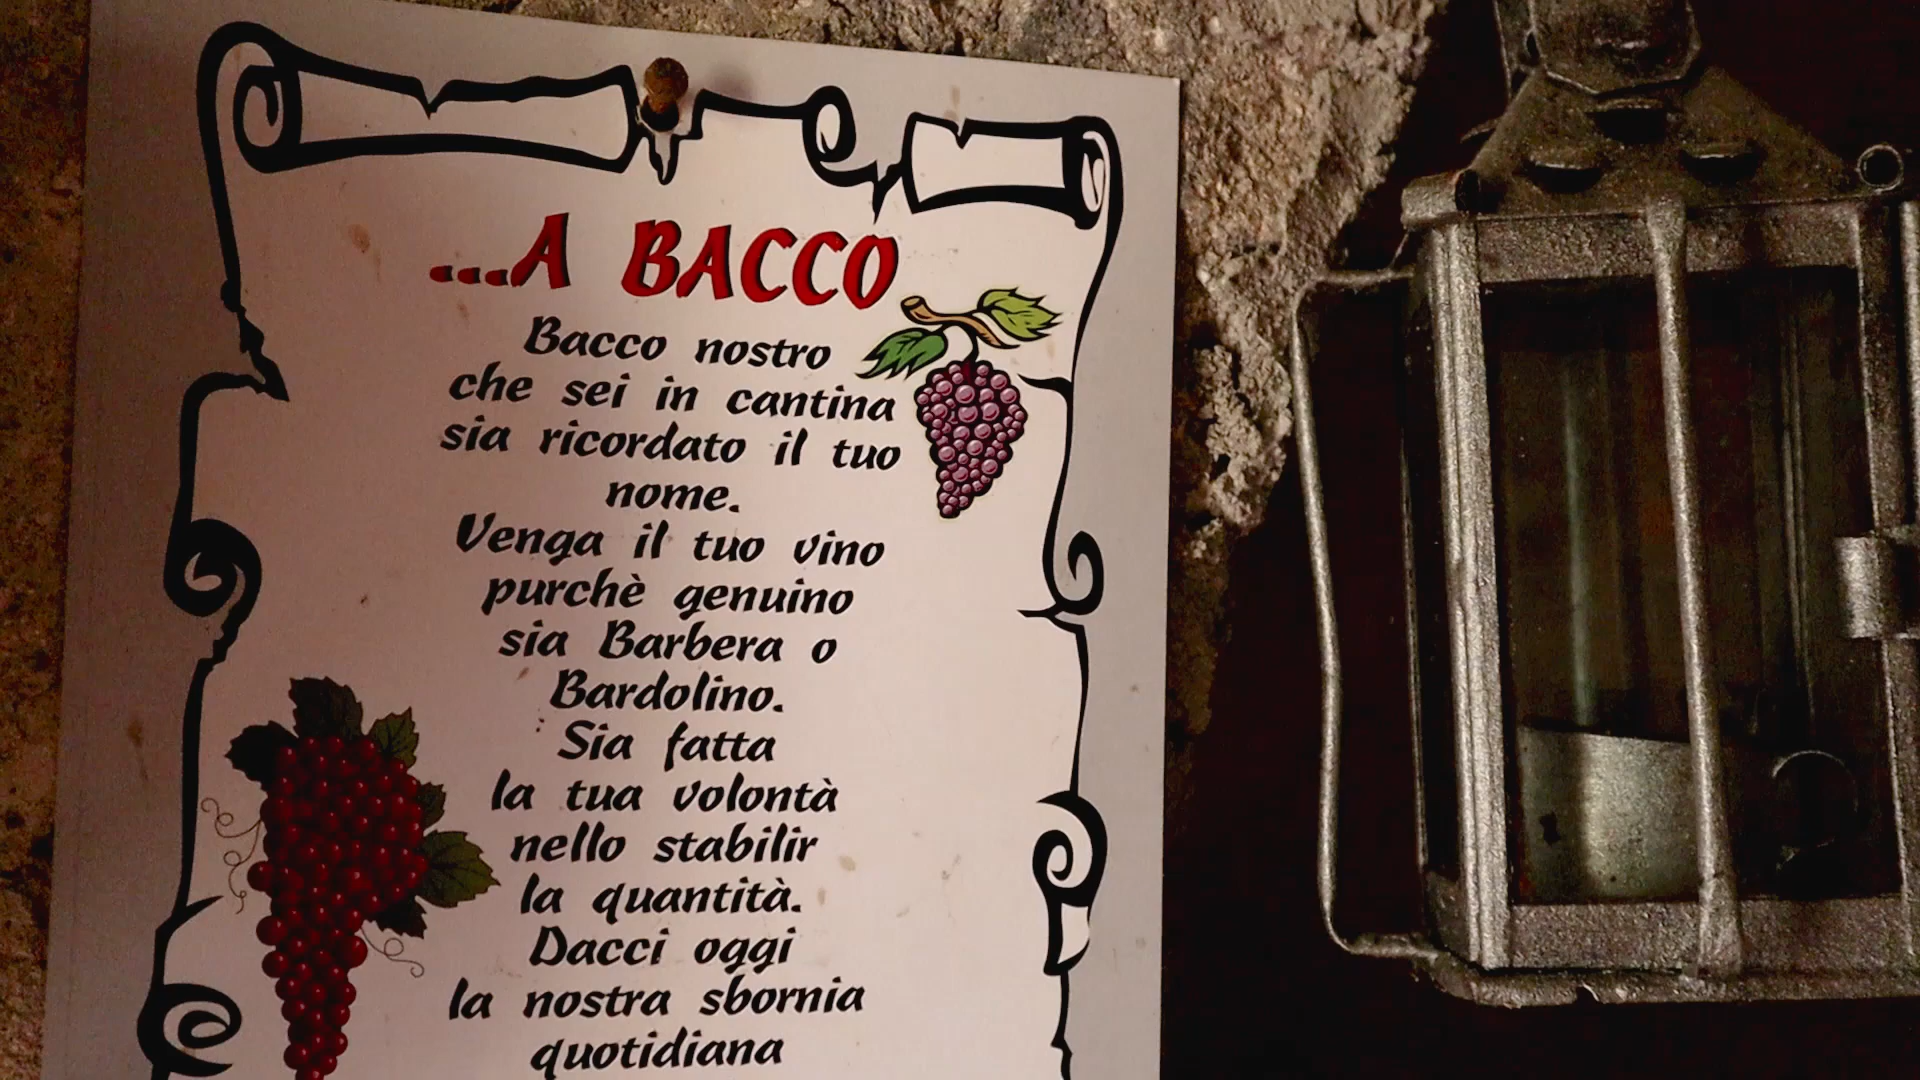 ...A BACCO
Bacco nostro
che sei in cantina
sia ricordato il tuo
nome.
Venga il tuo vino
purchè genuino
sia Barbera o
Bardolino.
Sia fatta
la tua volontà
nello stabilir
la quantità.
Dacci oggi
la nostra sbornia
quotidiana